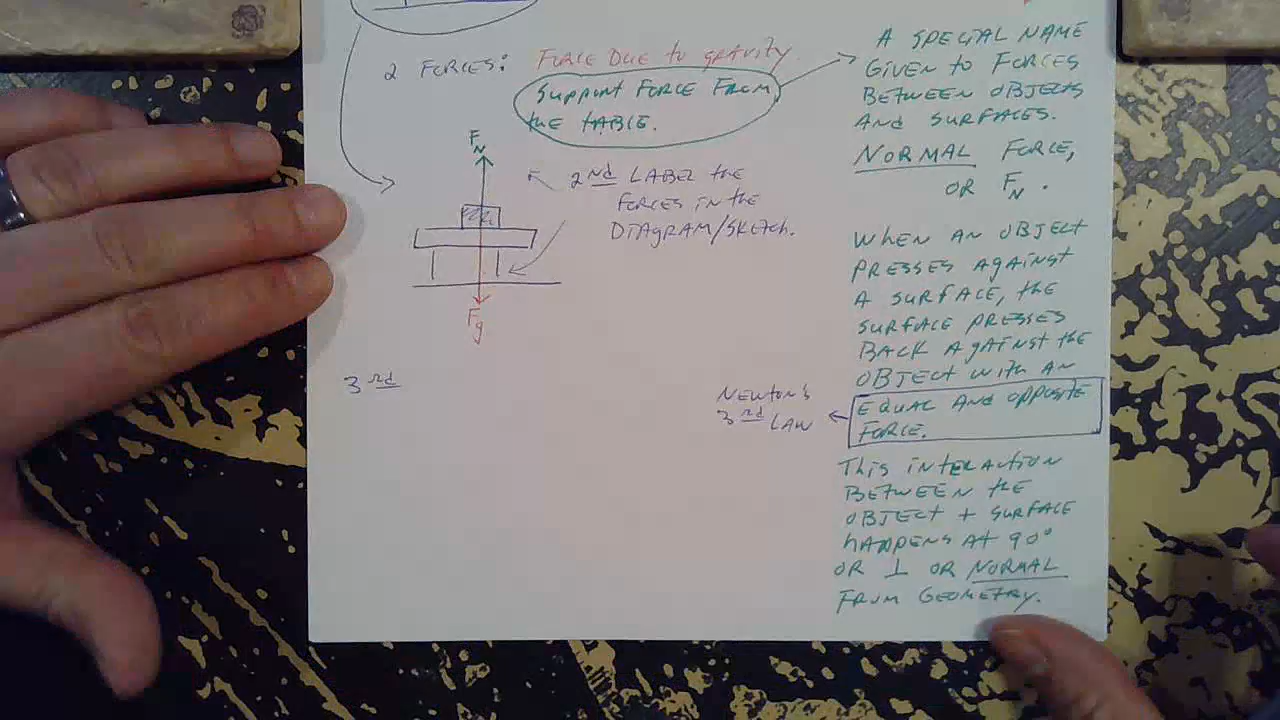 2 FORCES: FORCE DUE to gravity
SUPPORT FORCE FROM
the tABLE.
A SPECIAL NAME
GIVEN to FORCES
BETWEEN OBJECTS
AND SURFACES.
NORMAL FORCE,
OR FN.
FN
2nd LABEL the
FORCES IN the
DIAGRAM/SKETCH.
Fg
WHEN AN OBJECT
PRESSES AGAINST
A SURFACE, the
SURFACE PRESSES
BACK AGAINST the
OBJECT WITH AN
EQUAL AND OPPOSITE
FORCE.
NEWTON'S
3rd LAW
3rd
This INTERACTION
BETWEEN the
OBJECT + SURFACE
hAPPENS AT 90°
OR ⊥ OR NORMAL
FROM GEOMETRY.